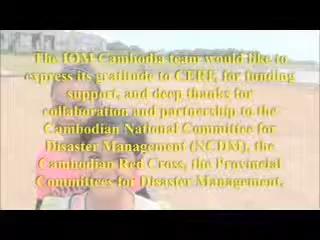 The IOM Cambodia team would like to
express its gratitude to CERF, for funding
support, and deep thanks for
collaboration and partnership to the
Cambodian National Committee for
Disaster Management (NCDM), the
Cambodian Red Cross, the Provincial
Committees for Disaster Management,